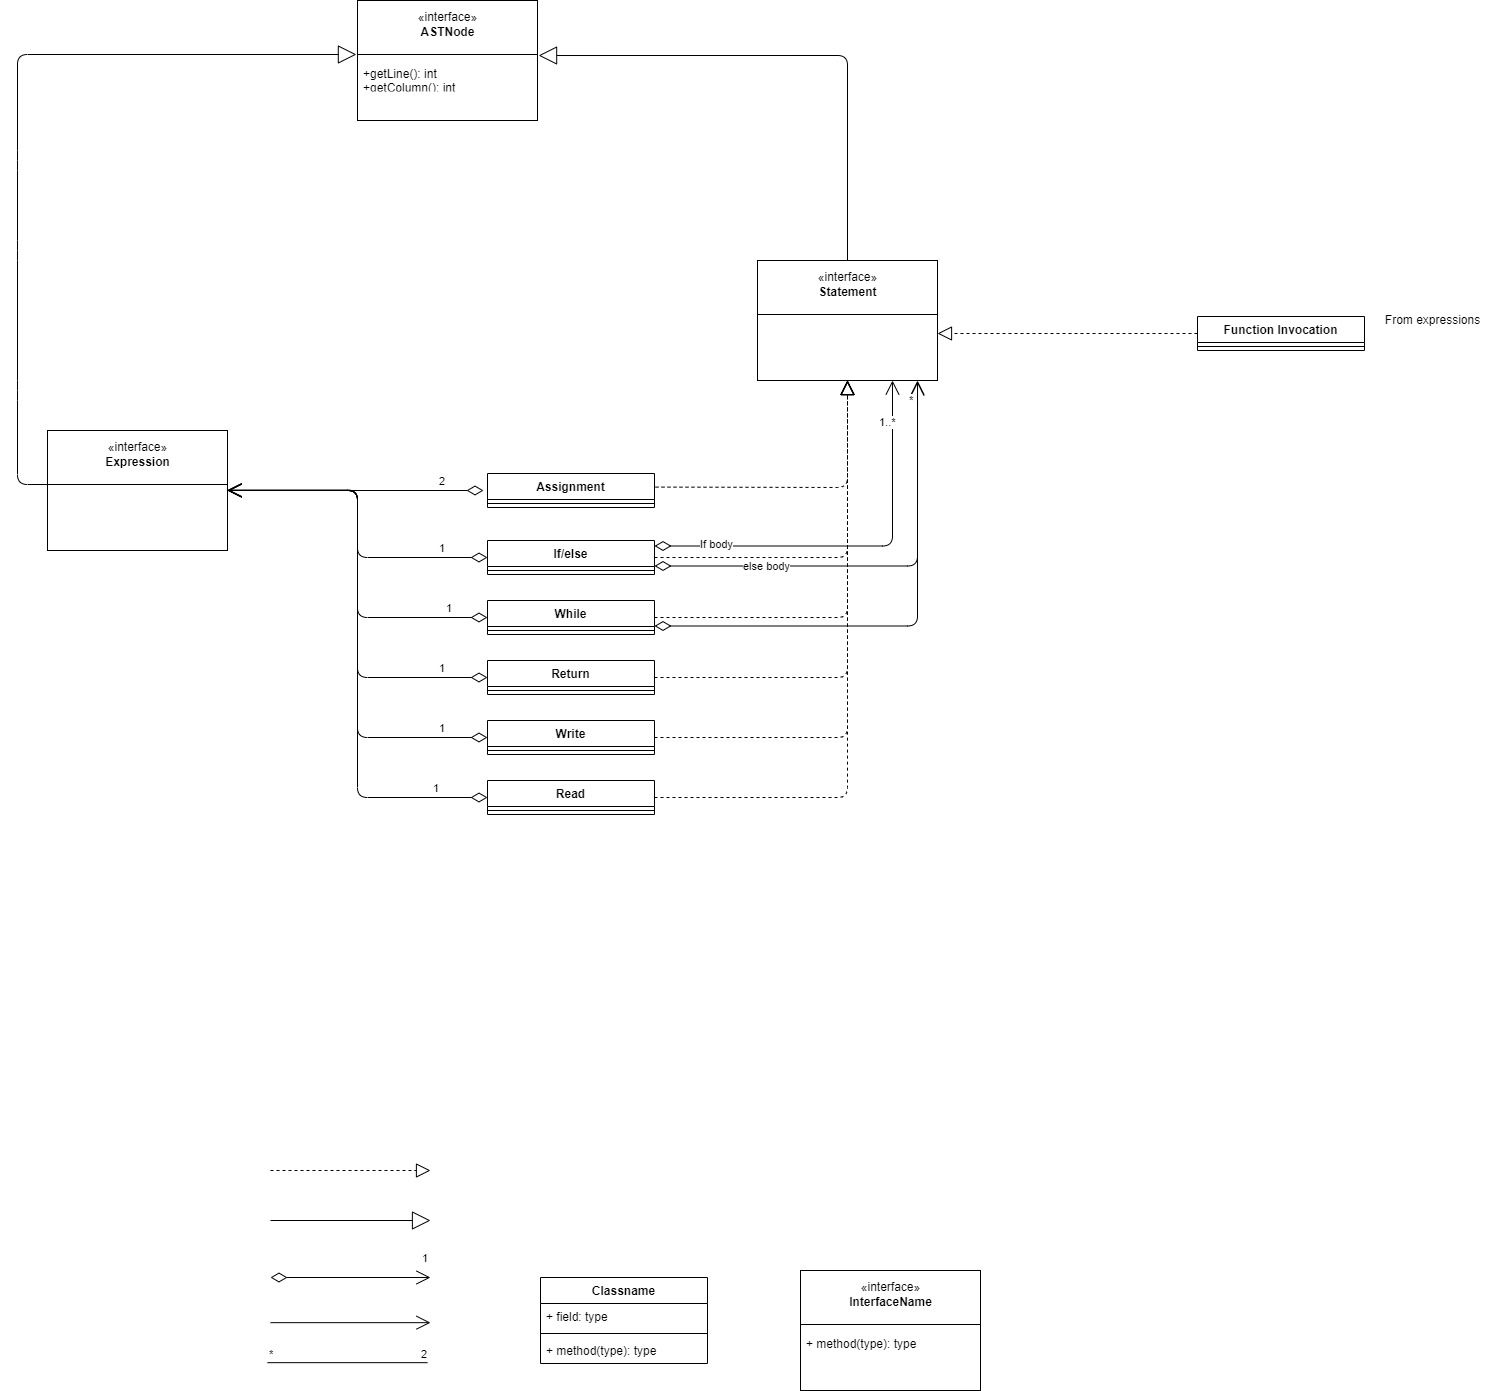 «interface»
ASTNode
+getLine(): int
+getColumn(): int
«interface»
Statement
Function Invocation
From expressions
*
1..*
«interface»
Expression
2
Assignment
1
If/else
If body
else body
1
While
1
Return
1
Write
1
Read
1
*
2
Classname
+ field: type
+ method(type): type
«interface»
InterfaceName
+ method(type): type